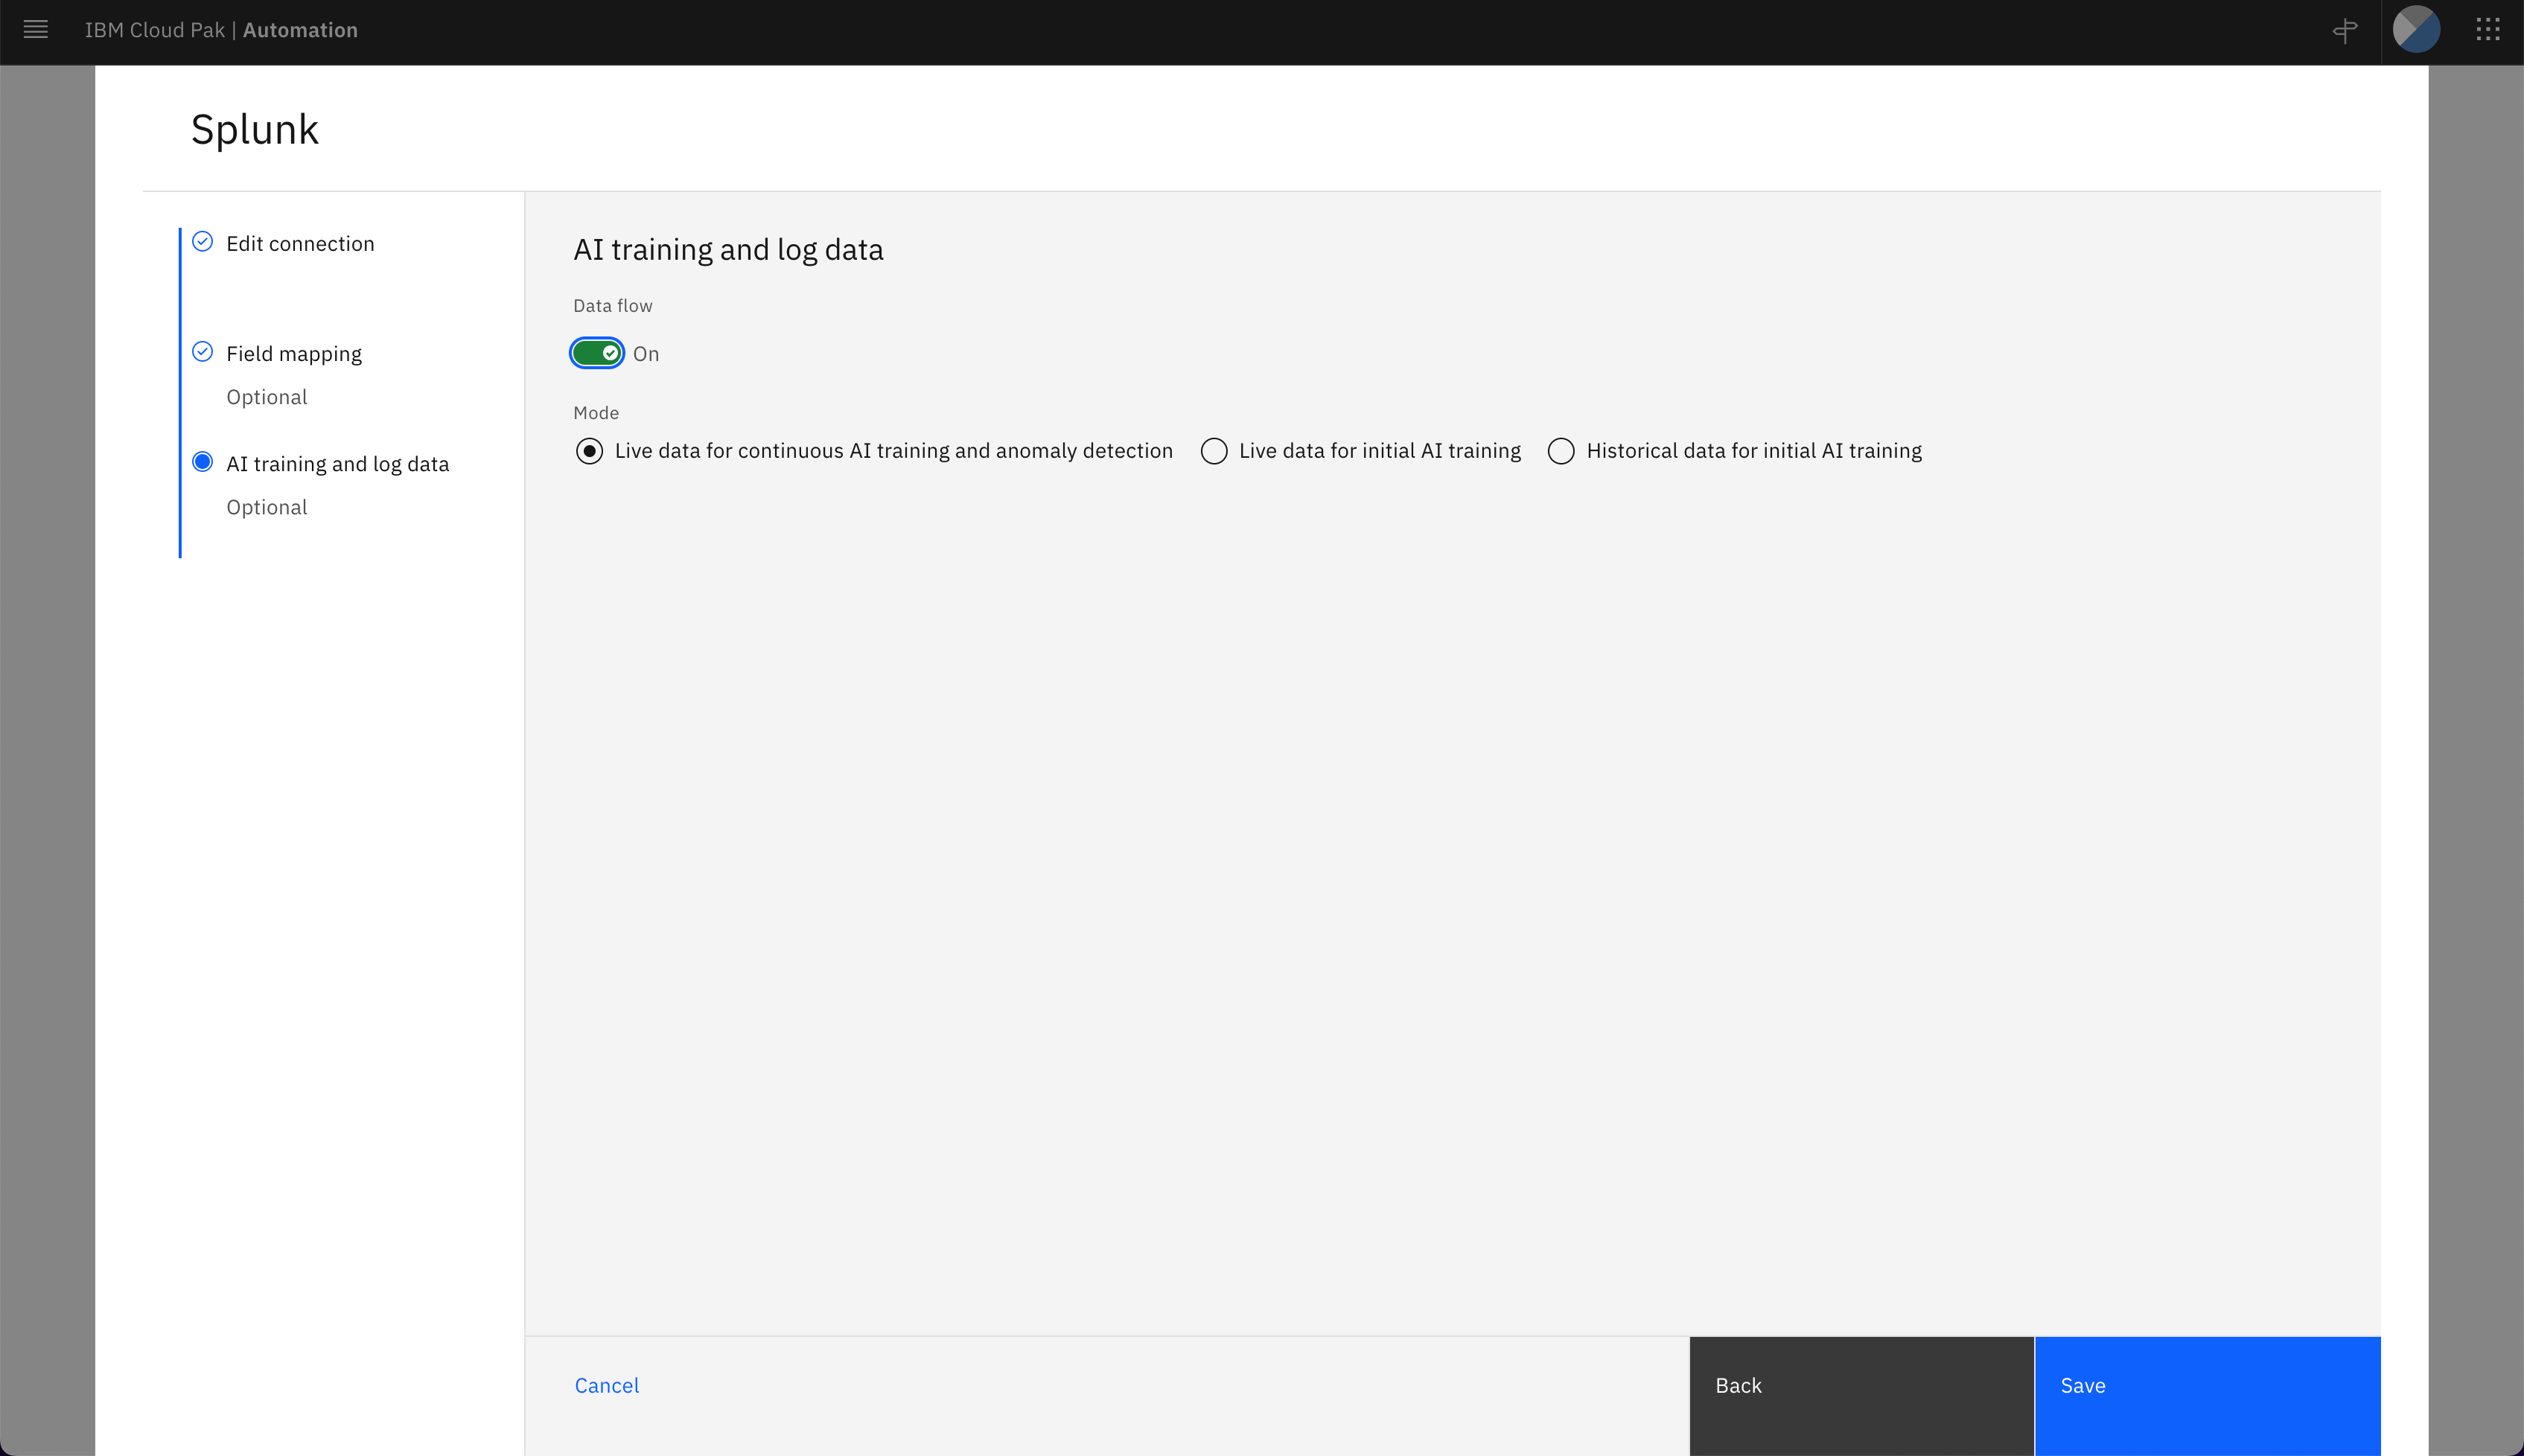 IBM Cloud Pak | Automation
Splunk
Edit connection
Field mapping
Optional
AI training and log data
Optional
AI training and log data
Data flow
On
Mode
Live data for continuous AI training and anomaly detection Live data for initial AI training Historical data for initial AI training
Cancel
Back
Save